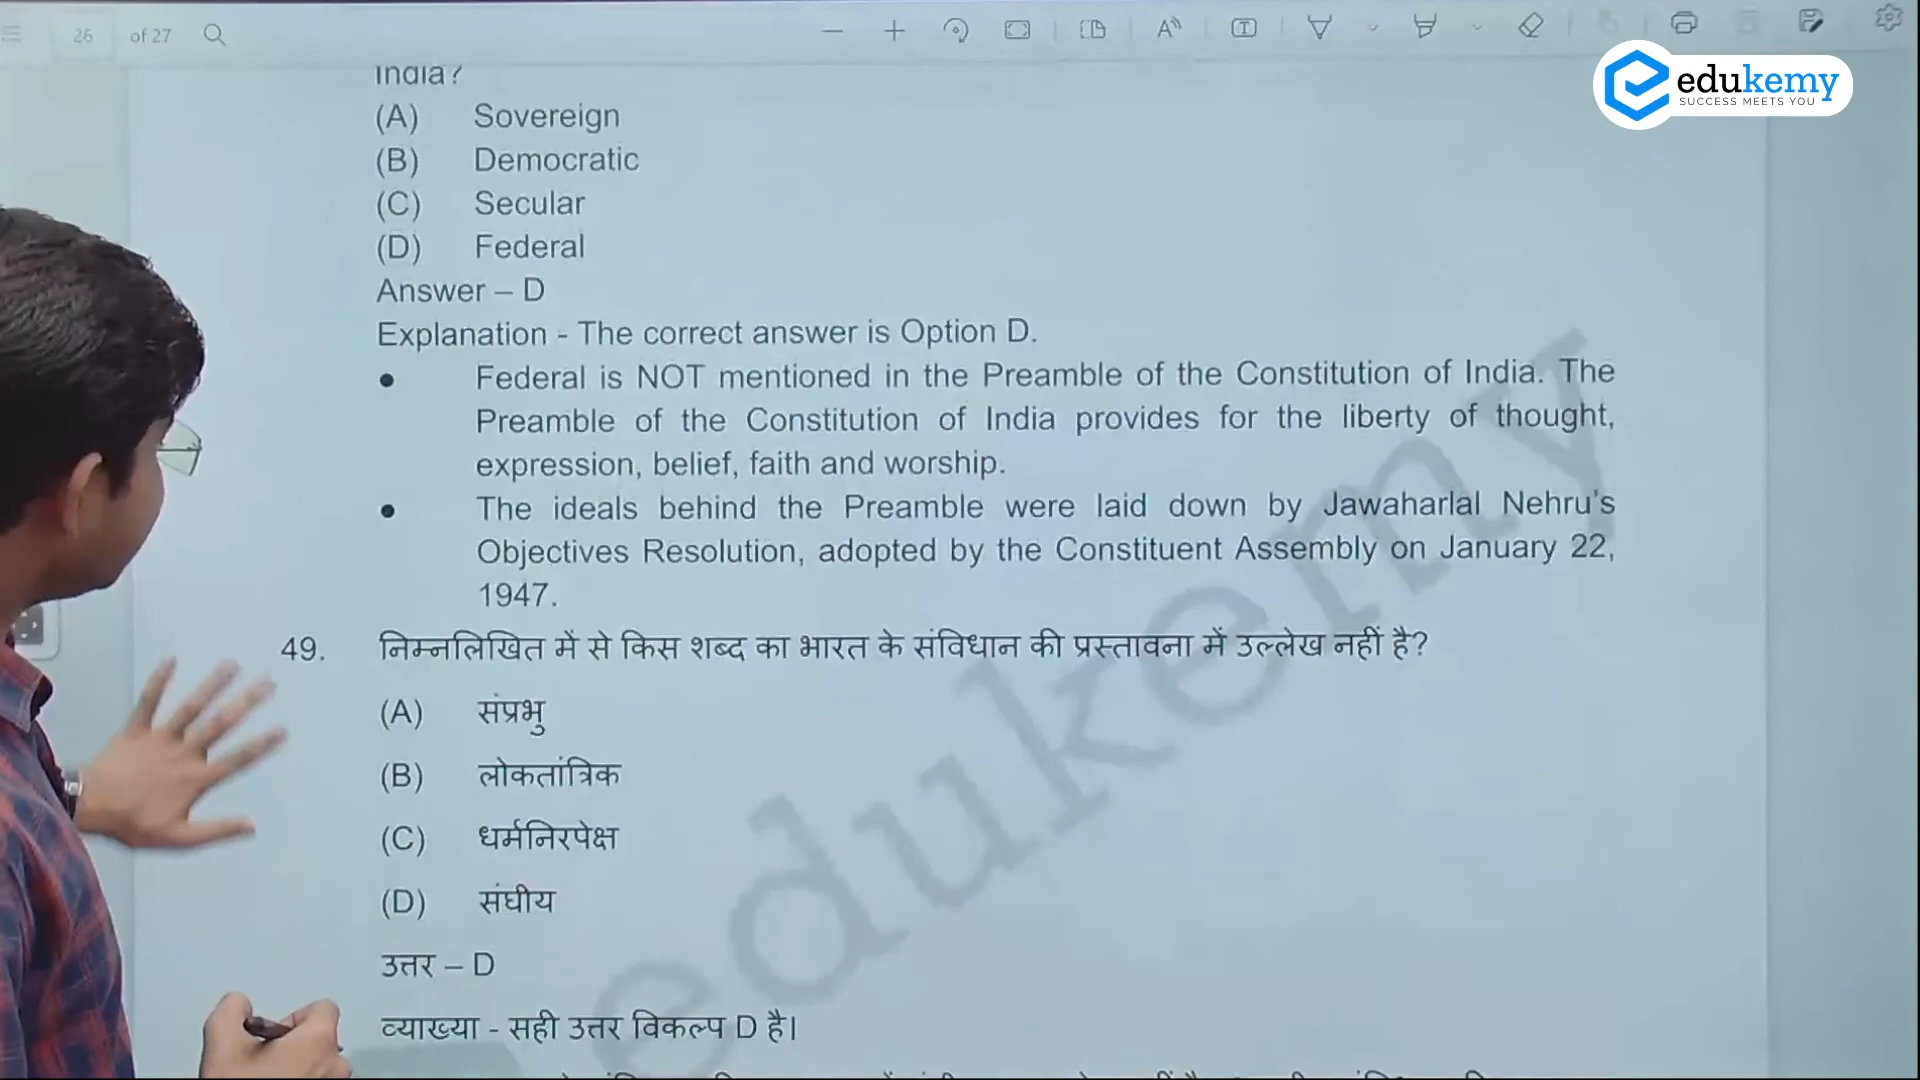 26 of 27
edukemy
SUCCESS MEETS YOU
India?
(A) Sovereign
(B) Democratic
(C) Secular
(D) Federal
Answer – D
Explanation - The correct answer is Option D.
● Federal is NOT mentioned in the Preamble of the Constitution of India. The
Preamble of the Constitution of India provides for the liberty of thought,
expression, belief, faith and worship.
● The ideals behind the Preamble were laid down by Jawaharlal Nehru's
Objectives Resolution, adopted by the Constituent Assembly on January 22,
1947.
49. निम्नलिखित में से किस शब्द का भारत के संविधान की प्रस्तावना में उल्लेख नहीं है?
(A) संप्रभु
(B) लोकतांत्रिक
(C) धर्मनिरपेक्ष
(D) संघीय
उत्तर – D
व्याख्या - सही उत्तर विकल्प D है।
edukemy